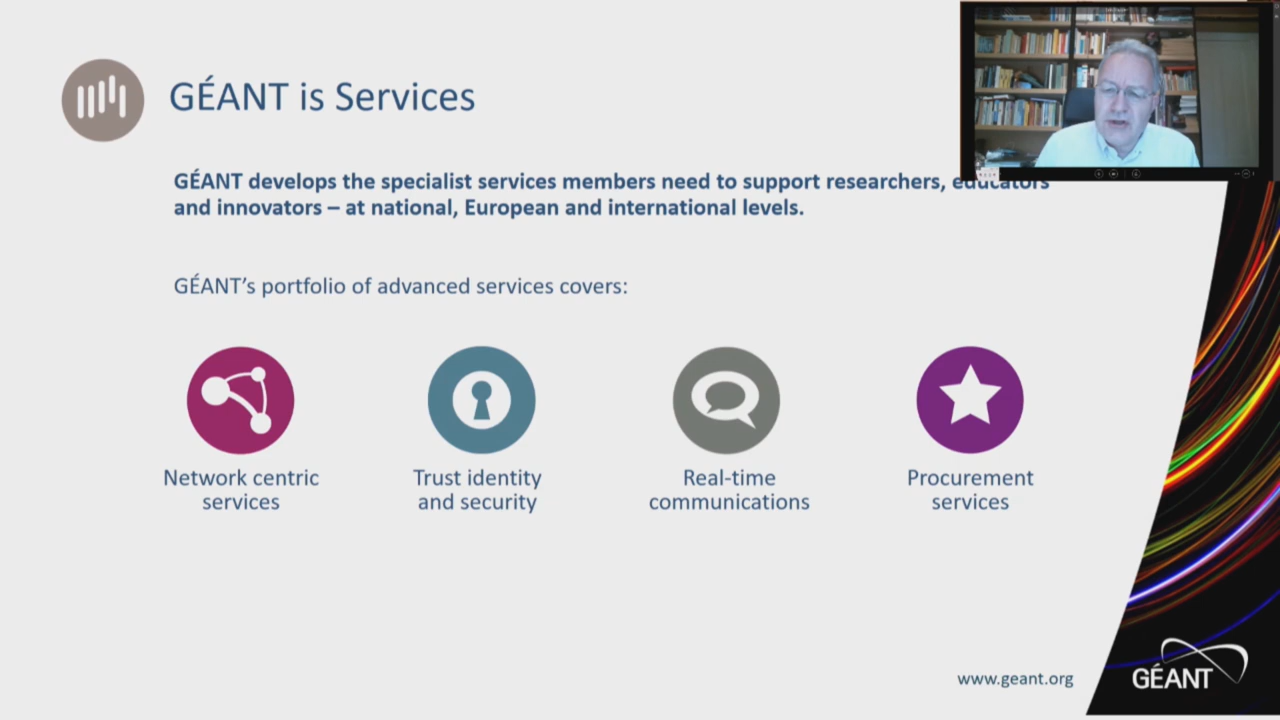 GÉANT is Services
GÉANT develops the specialist services members need to support researchers, educators
and innovators – at national, European and international levels.
GÉANT’s portfolio of advanced services covers:
Network centric
services
Trust identity
and security
Real-time
communications
Procurement
services
www.geant.org
GÉANT